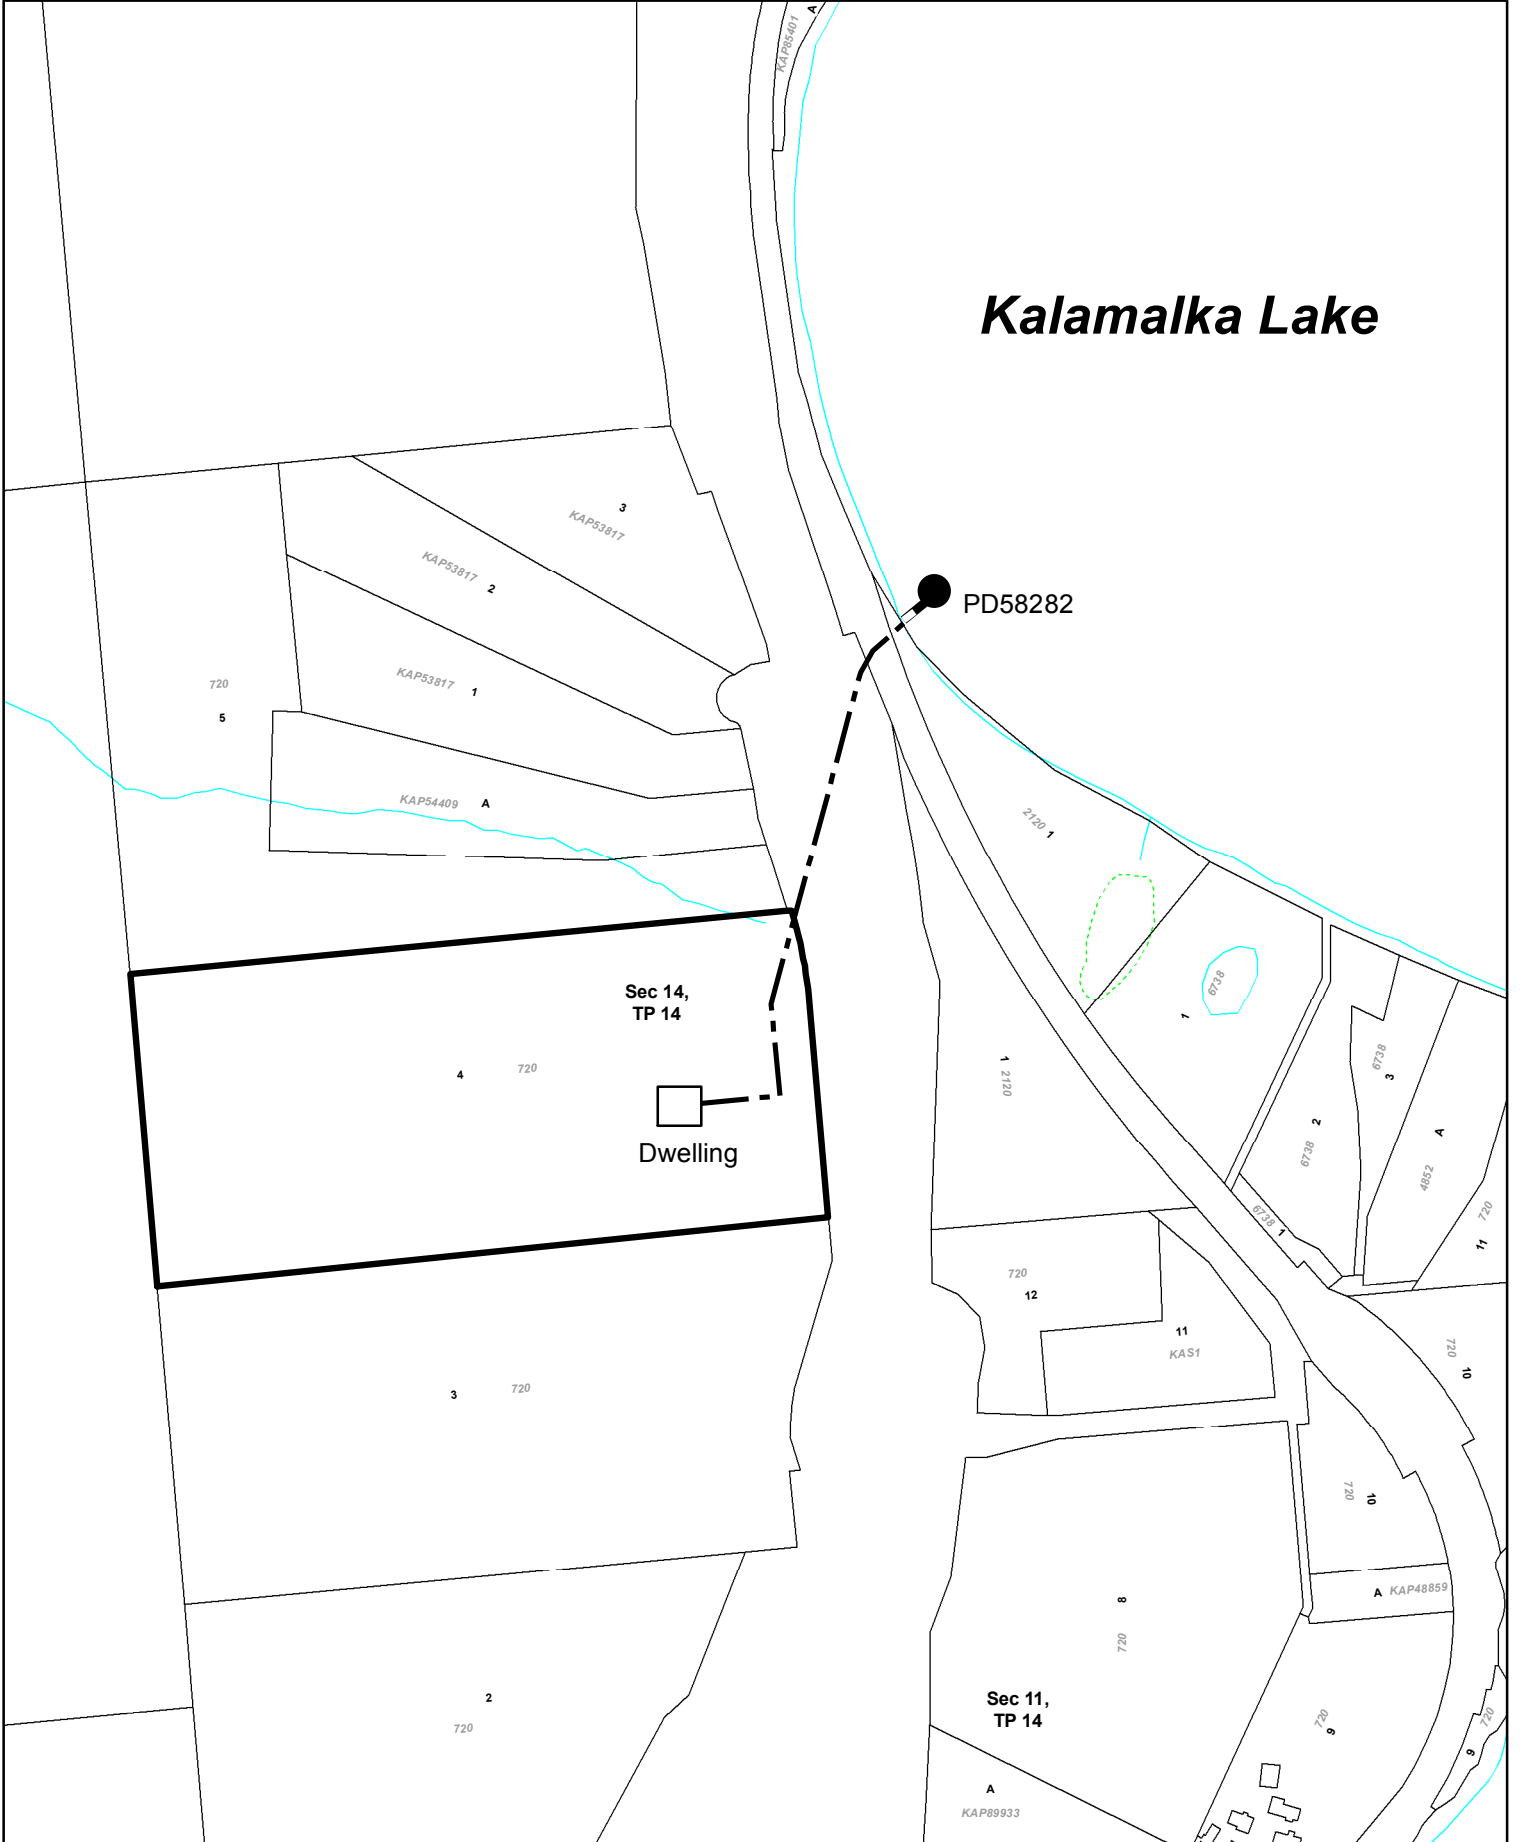 KAP85401 A
Kalamalka Lake
3
KAP53817
KAP53817 2
PD58282
KAP53817 1
720
5
KAP54409 A
2120 1
6738
1
Sec 14,
TP 14
4 720
1 2120
6738 3
Dwelling
6738 2
A
4852
720
11
6738 1
720
12
11
KAS1
720 10
3 720
720 10
A KAP48859
8
720
2
720
Sec 11,
TP 14
720 9
720
9
A
KAP89933